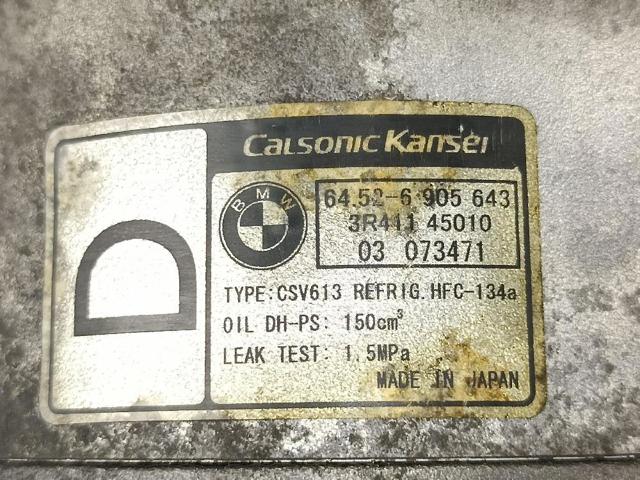 Calsonic Kansei
D
BMW
64.52-6 905 643
3R411 45010
03 073471
TYPE:CSV613 REFRIG.HFC-134a
OIL DH-PS: 150cm³
LEAK TEST: 1.5MPa
MADE IN JAPAN